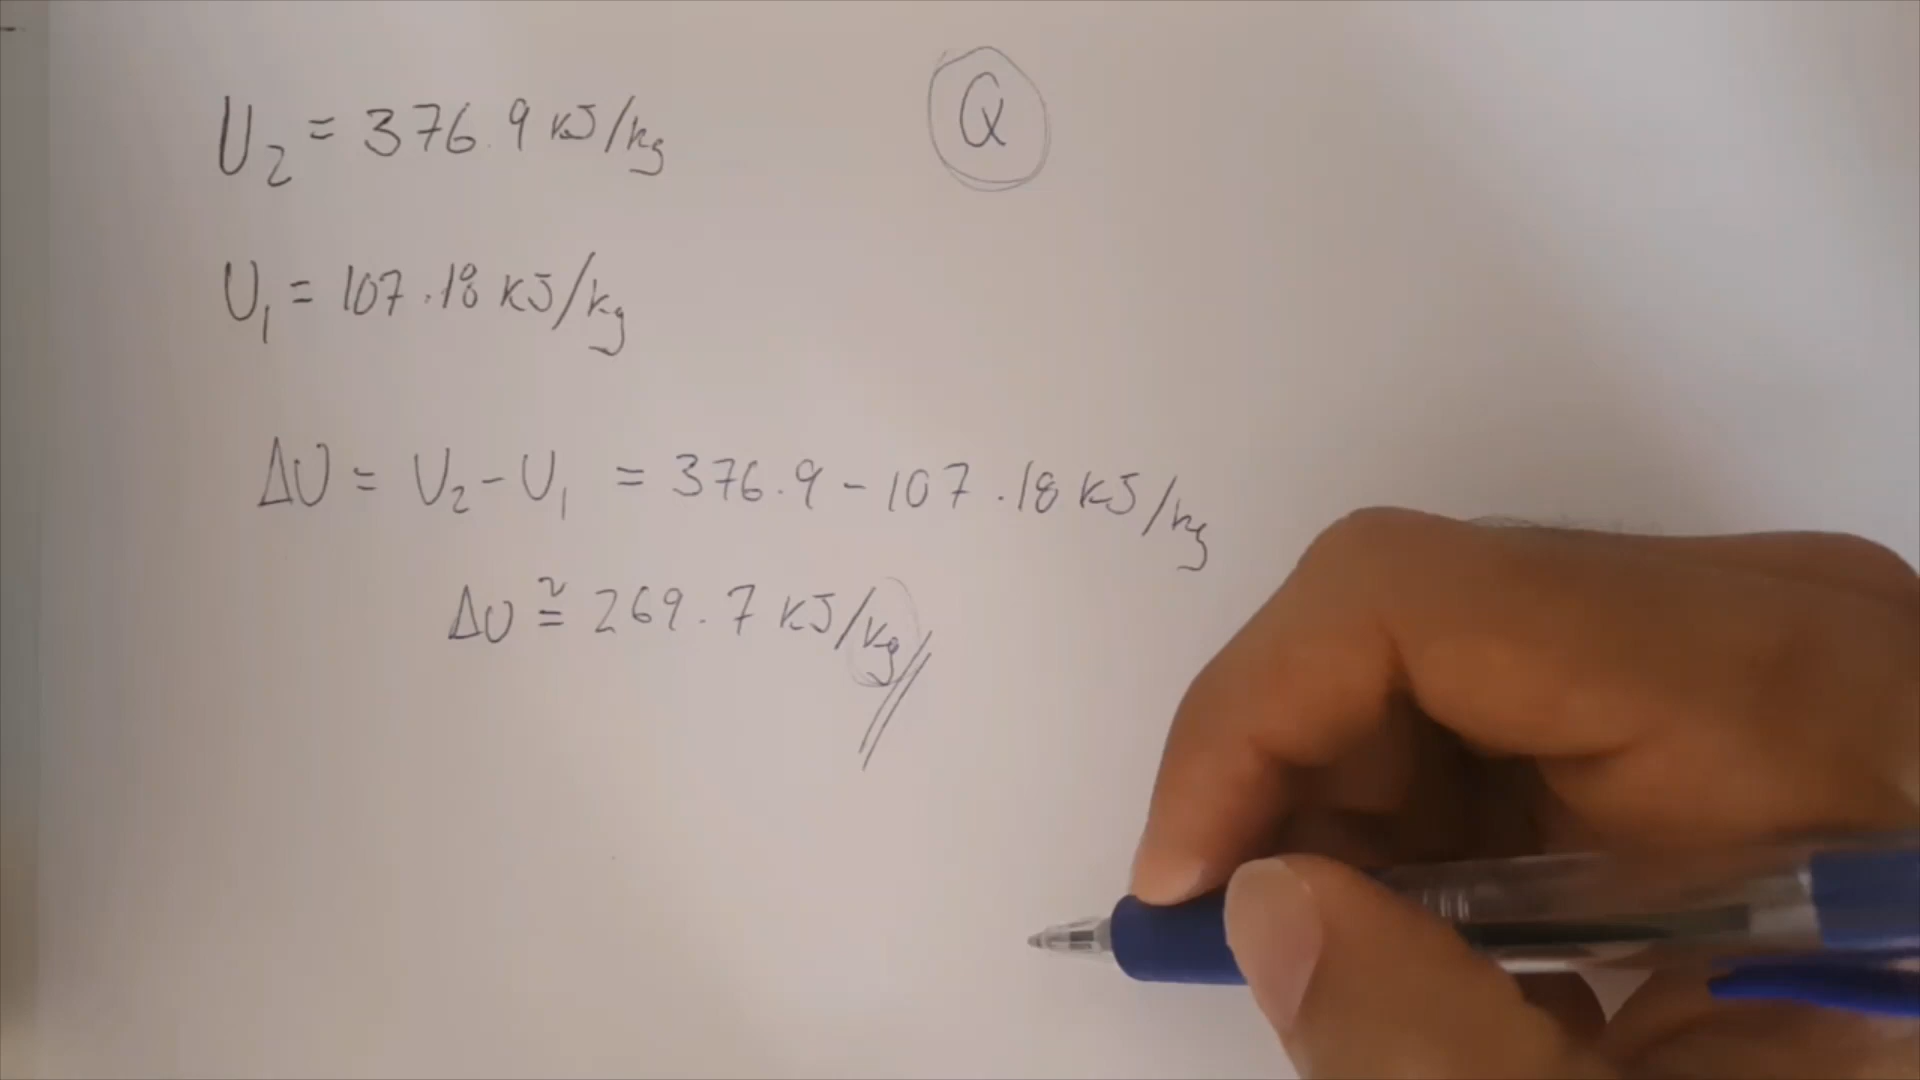 U₂ = 376.9 kJ/kg
Q
U₁ = 107.18 kJ/kg
ΔU = U₂ - U₁ = 376.9 - 107.18 kJ/kg
ΔU ≅ 269.7 kJ/kg